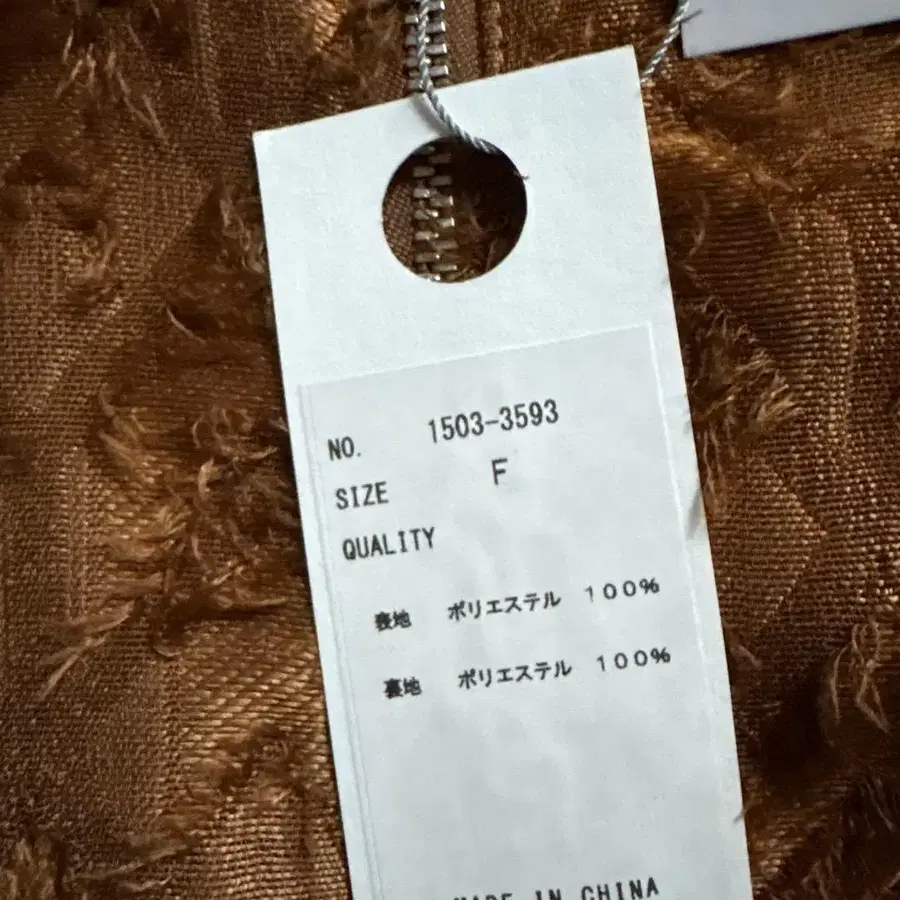 NO. 1503-3593
SIZE F
QUALITY
表地 ポリエステル 100%
裏地 ポリエステル 100%
MADE IN CHINA